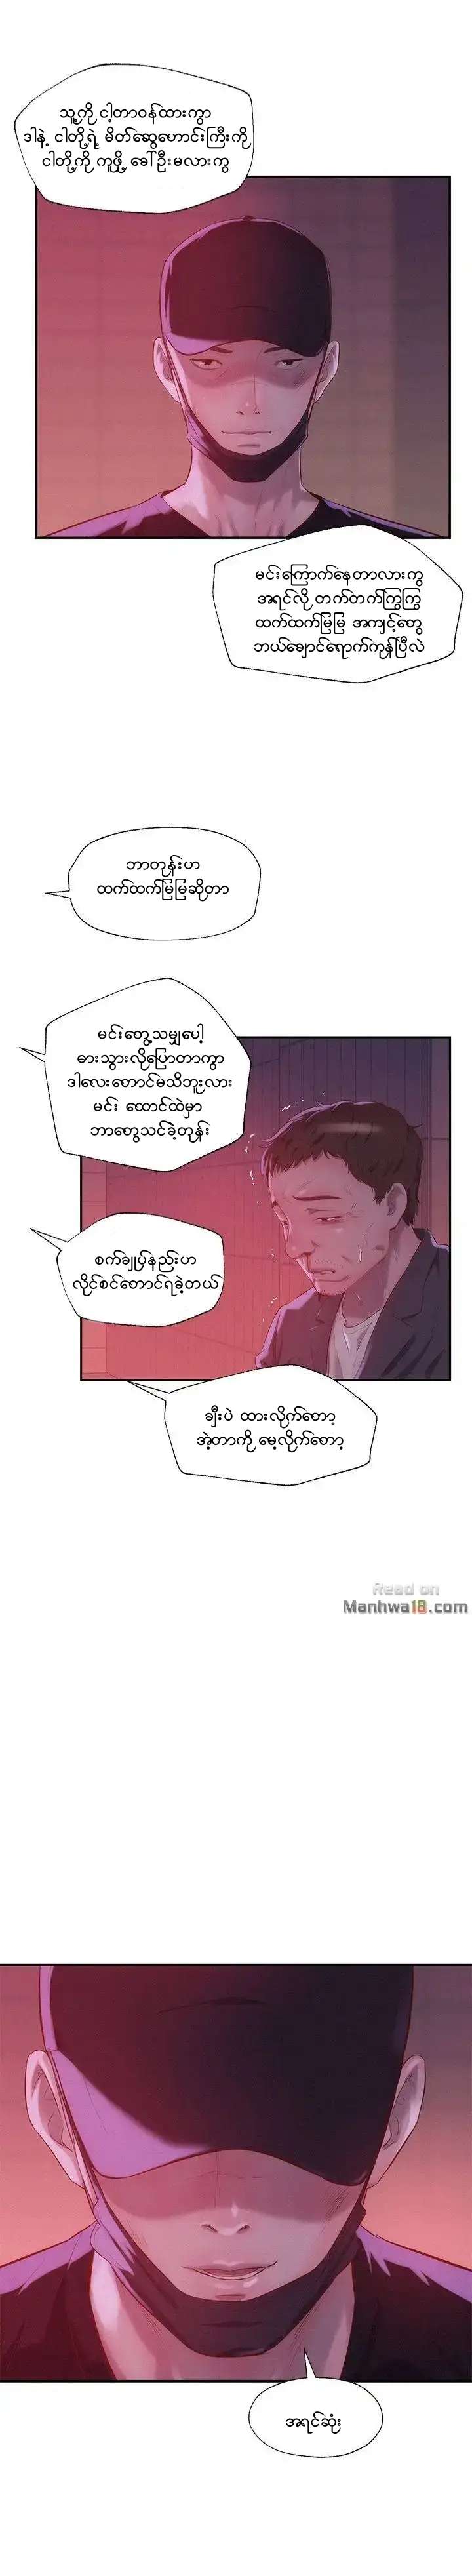 သူ့ကို ငါ့တာဝန်ထားကွာ
ဒါနဲ့ ငါတို့ရဲ့ မိတ်ဆွေဟောင်းကြီးကို
ငါတို့ကို ကူဖို့ ခေါ်ဦးမလားကွ
မင်းကြောက်နေတာလားကွ
အရင်လို တက်တက်ကြွကြွ
ထက်ထက်မြမြ အကျင့်တွေ
ဘယ်ချောင်ရောက်ကုန်ပြီလဲ
ဘာတုန်းဟ
ထက်ထက်မြမြဆိုတာ
မင်းတွေ့သမျှပေါ့
ဓားသွားလိုပြောတာကွာ
ဒါလေးတောင်မသိဘူးလား
မင်း ထောင်ထဲမှာ
ဘာတွေသင်ခဲ့တုန်း
စက်ချုပ်နည်းဟ
လိုင်စင်တောင်ရခဲ့တယ်
ချီးပဲ ထားလိုက်တော့
အဲ့တာကို မေ့လိုက်တော့
Read on
Manhwa18.com
အရင်ဆုံး